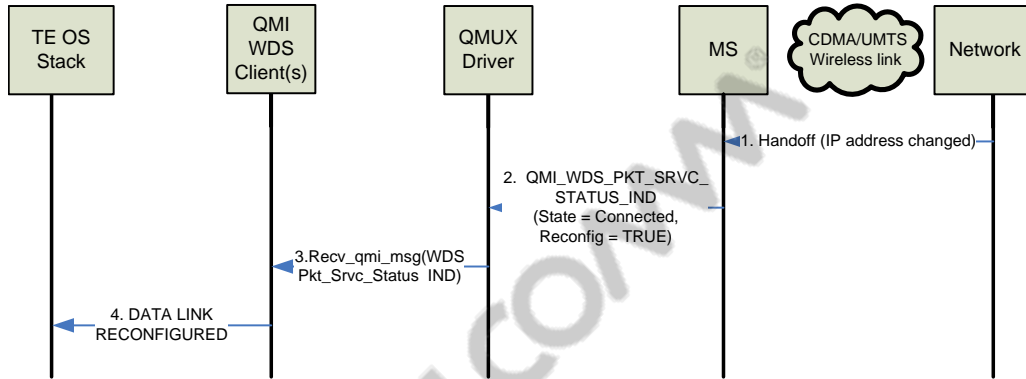 TE OS
Stack
QMI
WDS
Client(s)
QMUX
Driver
MS
CDMA/UMTS
Wireless link
Network
1. Handoff (IP address changed)
2. QMI_WDS_PKT_SRVC_
STATUS_IND
(State = Connected,
Reconfig = TRUE)
3.Recv_qmi_msg(WDS
Pkt_Srvc_Status IND)
4. DATA LINK
RECONFIGURED